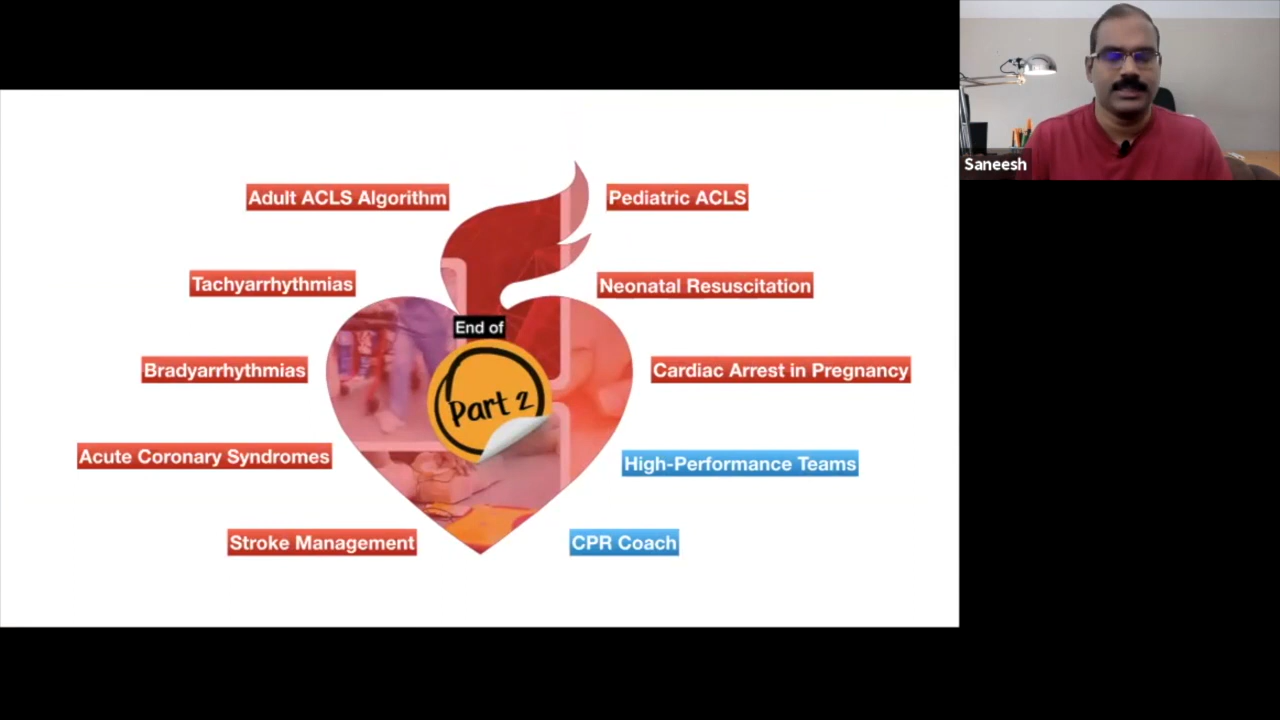 Saneesh
Adult ACLS Algorithm
Pediatric ACLS
Tachyarrhythmias
Neonatal Resuscitation
End of
Part 2
Bradyarrhythmias
Cardiac Arrest in Pregnancy
Acute Coronary Syndromes
High-Performance Teams
Stroke Management
CPR Coach